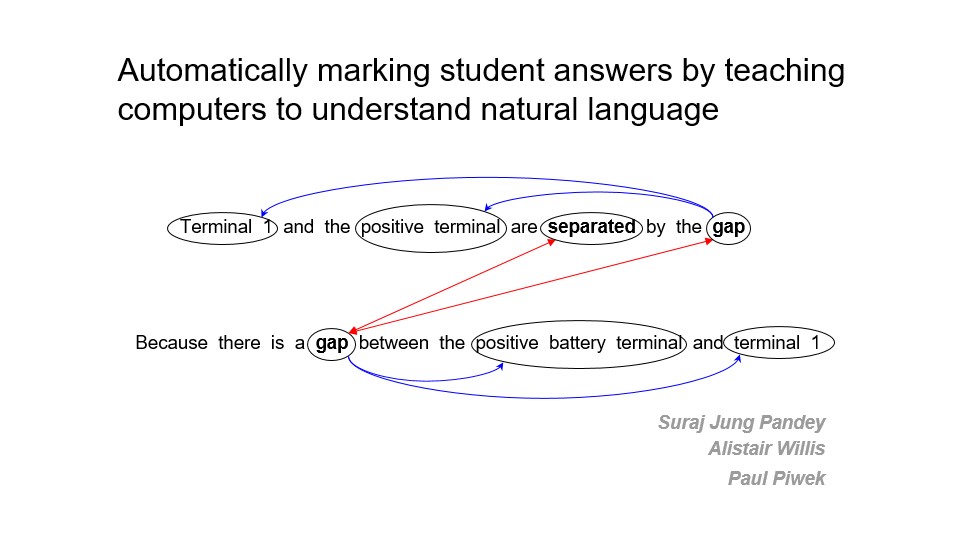 Automatically marking student answers by teaching
computers to understand natural language
Terminal 1 and the positive terminal are separated by the gap
Because there is a gap between the positive battery terminal and terminal 1
Suraj Jung Pandey
Alistair Willis
Paul Piwek